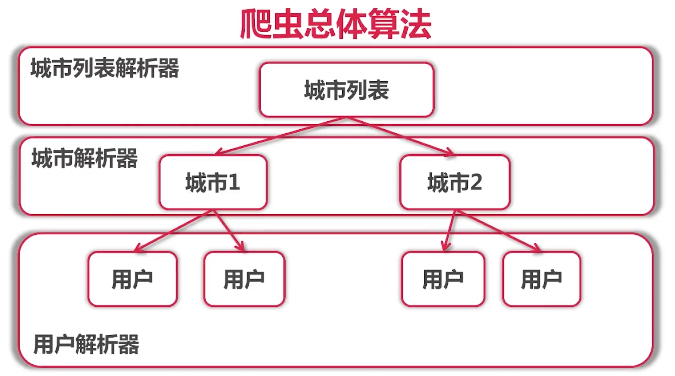 爬虫总体算法
城市列表解析器
城市列表
城市解析器
城市1
城市2
用户
用户
用户
用户
用户解析器